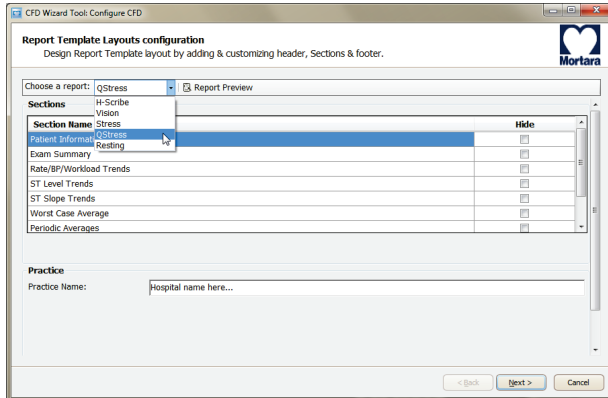 CFD Wizard Tool: Configure CFD
Report Template Layouts configuration
Design Report Template layout by adding & customizing header, Sections & footer.
Mortara
Choose a report: QStress Report Preview
H-Scribe
Vision
Stress
QStress
Resting
Sections
Section Name Hide
Patient Informati
Exam Summary
Rate/BP/Workload Trends
ST Level Trends
ST Slope Trends
Worst Case Average
Periodic Averages
Practice
Practice Name: Hospital name here...
< Back Next > Cancel